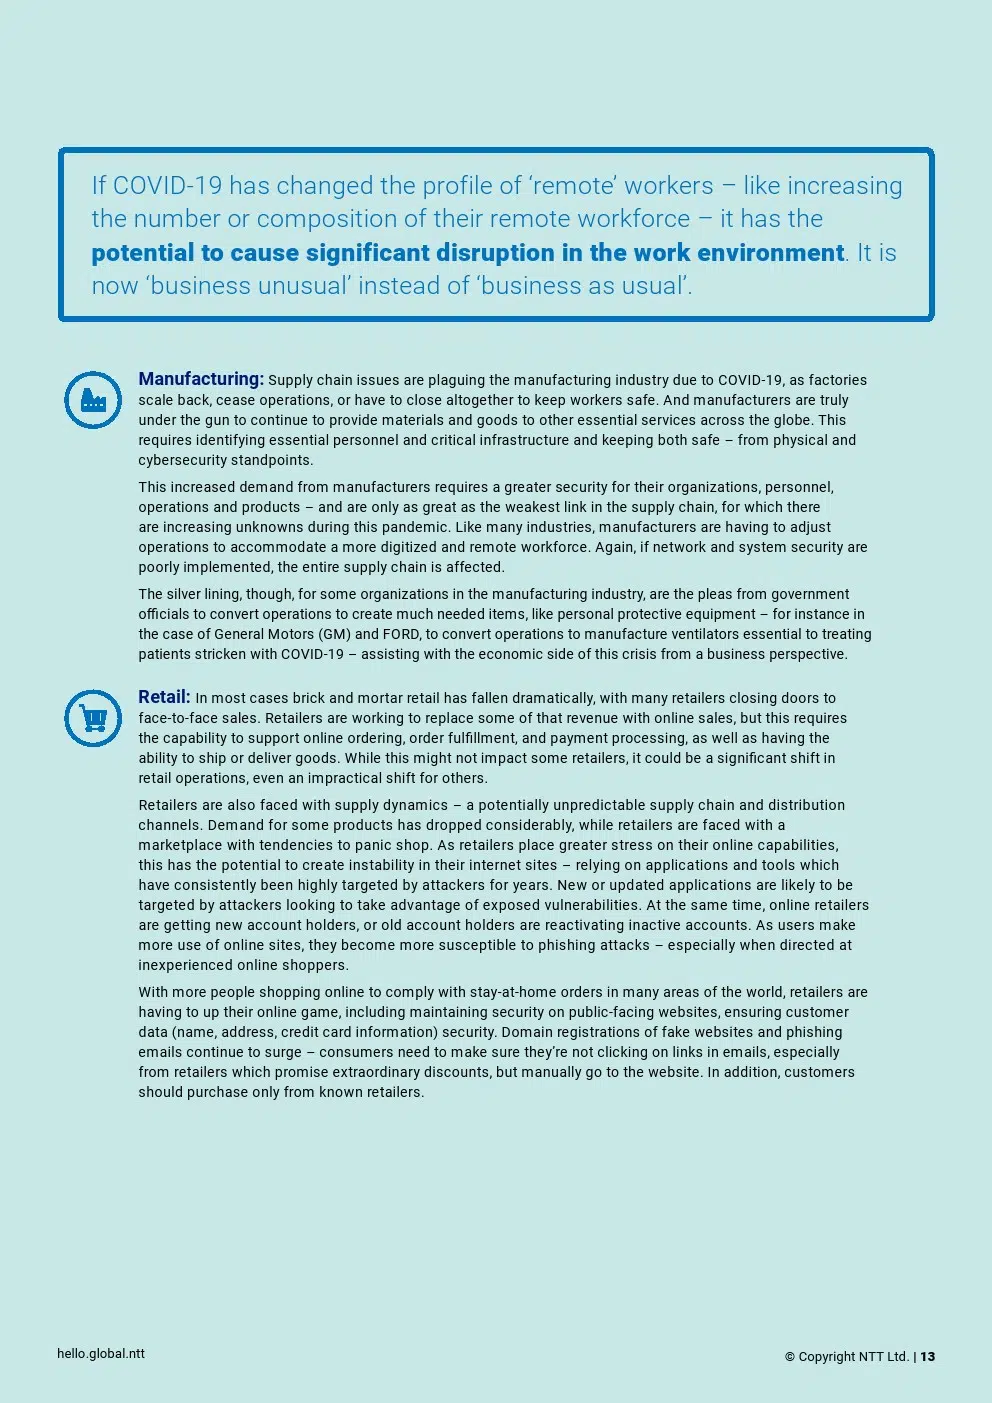 If COVID-19 has changed the profile of ‘remote’ workers – like increasing
the number or composition of their remote workforce – it has the
potential to cause significant disruption in the work environment. It is
now ‘business unusual’ instead of ‘business as usual’.
Manufacturing: Supply chain issues are plaguing the manufacturing industry due to COVID-19, as factories
scale back, cease operations, or have to close altogether to keep workers safe. And manufacturers are truly
under the gun to continue to provide materials and goods to other essential services across the globe. This
requires identifying essential personnel and critical infrastructure and keeping both safe – from physical and
cybersecurity standpoints.
This increased demand from manufacturers requires a greater security for their organizations, personnel,
operations and products – and are only as great as the weakest link in the supply chain, for which there
are increasing unknowns during this pandemic. Like many industries, manufacturers are having to adjust
operations to accommodate a more digitized and remote workforce. Again, if network and system security are
poorly implemented, the entire supply chain is affected.
The silver lining, though, for some organizations in the manufacturing industry, are the pleas from government
officials to convert operations to create much needed items, like personal protective equipment – for instance in
the case of General Motors (GM) and FORD, to convert operations to manufacture ventilators essential to treating
patients stricken with COVID-19 – assisting with the economic side of this crisis from a business perspective.
Retail: In most cases brick and mortar retail has fallen dramatically, with many retailers closing doors to
face-to-face sales. Retailers are working to replace some of that revenue with online sales, but this requires
the capability to support online ordering, order fulfillment, and payment processing, as well as having the
ability to ship or deliver goods. While this might not impact some retailers, it could be a significant shift in
retail operations, even an impractical shift for others.
Retailers are also faced with supply dynamics – a potentially unpredictable supply chain and distribution
channels. Demand for some products has dropped considerably, while retailers are faced with a
marketplace with tendencies to panic shop. As retailers place greater stress on their online capabilities,
this has the potential to create instability in their internet sites – relying on applications and tools which
have consistently been highly targeted by attackers for years. New or updated applications are likely to be
targeted by attackers looking to take advantage of exposed vulnerabilities. At the same time, online retailers
are getting new account holders, or old account holders are reactivating inactive accounts. As users make
more use of online sites, they become more susceptible to phishing attacks – especially when directed at
inexperienced online shoppers.
With more people shopping online to comply with stay-at-home orders in many areas of the world, retailers are
having to up their online game, including maintaining security on public-facing websites, ensuring customer
data (name, address, credit card information) security. Domain registrations of fake websites and phishing
emails continue to surge – consumers need to make sure they’re not clicking on links in emails, especially
from retailers which promise extraordinary discounts, but manually go to the website. In addition, customers
should purchase only from known retailers.
hello.global.ntt
© Copyright NTT Ltd. | 13